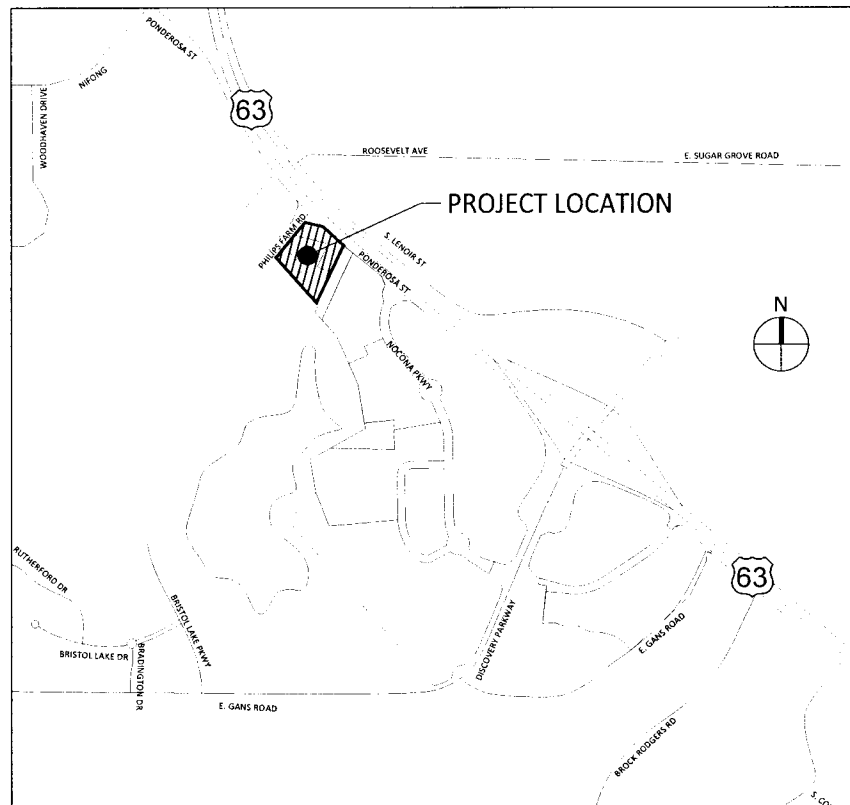 PONDEROSA ST
NIFONG
WOODHAVEN DRIVE
63
ROOSEVELT AVE
E. SUGAR GROVE ROAD
PROJECT LOCATION
PHILIPS FARM RD.
S. LENOIR ST
PONDEROSA ST
N
NOCONA PKWY
RUTHERFORD DR
BRISTOL LAKE PKWY
DISCOVERY PARKWAY
63
E. GANS ROAD
BRISTOL LAKE DR
BRADINGTON DR
E. GANS ROAD
BROCK RODGERS RD